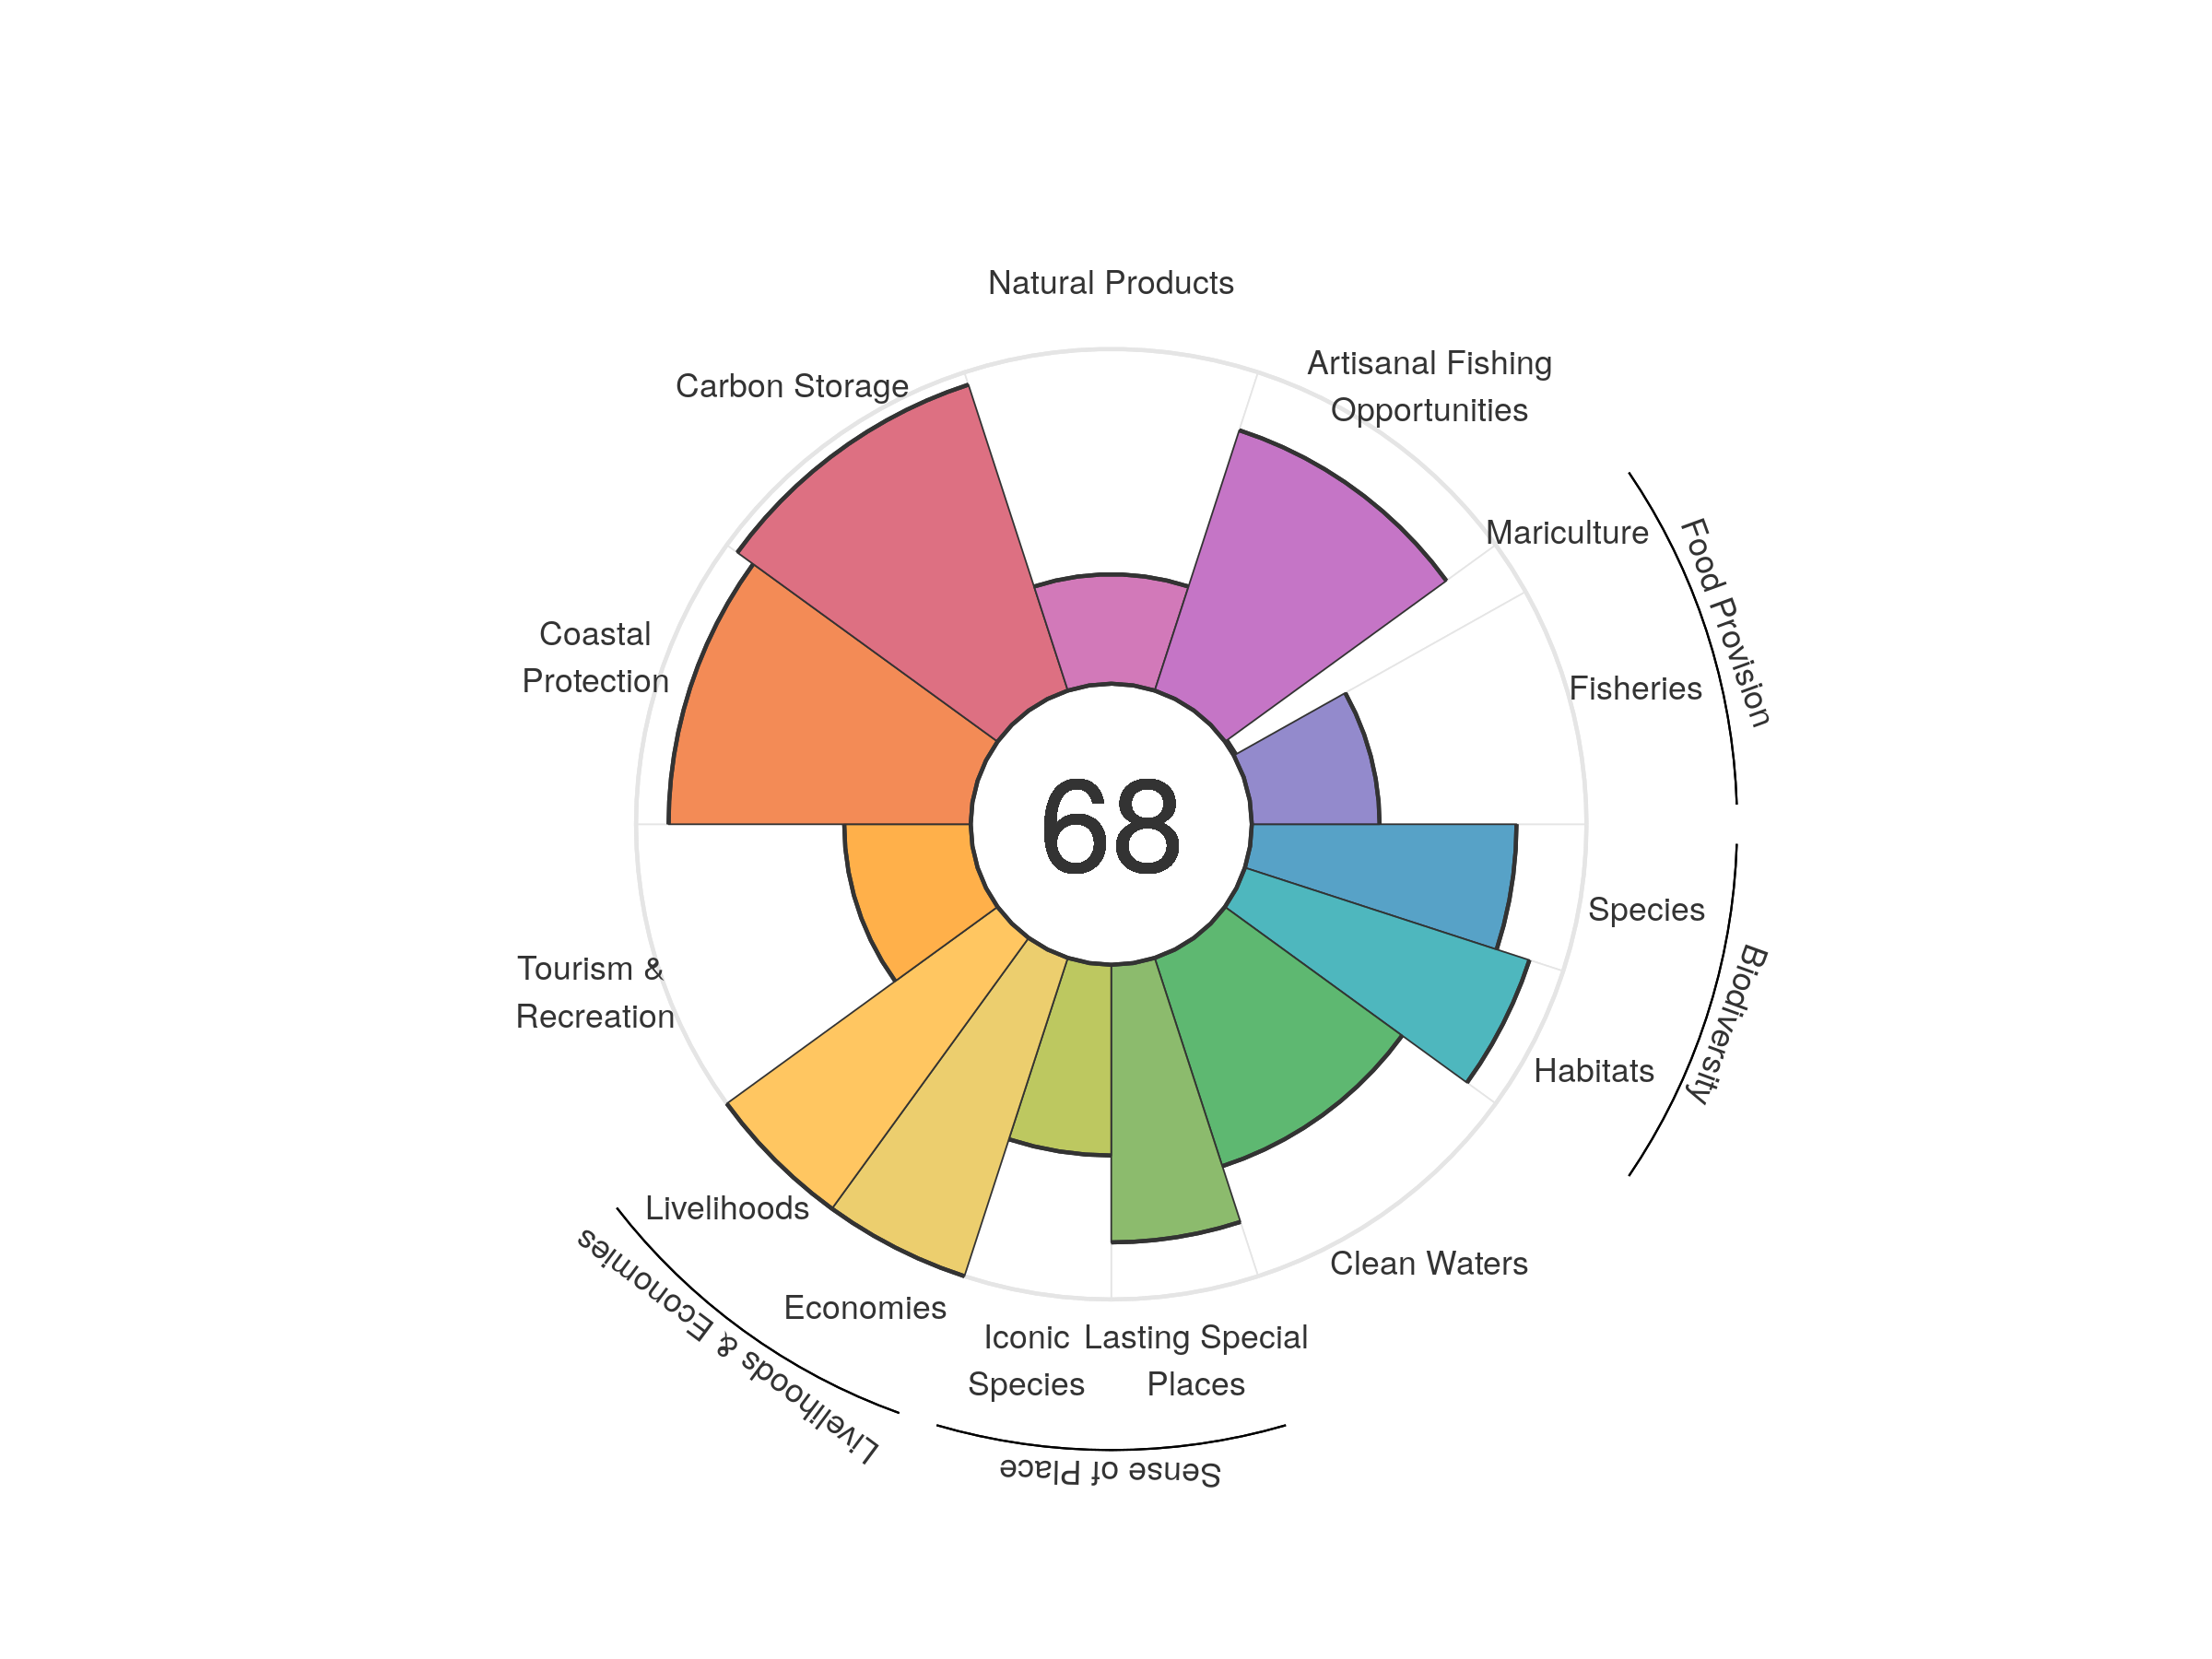 Natural Products
Artisanal Fishing
Opportunities
Carbon Storage
Mariculture
Food Provision
Coastal
Protection
Fisheries
68
Species
Biodiversity
Tourism &
Recreation
Habitats
Livelihoods
Clean Waters
Livelihoods & Economies
Economies
Iconic
Species
Lasting Special
Places
Sense of Place